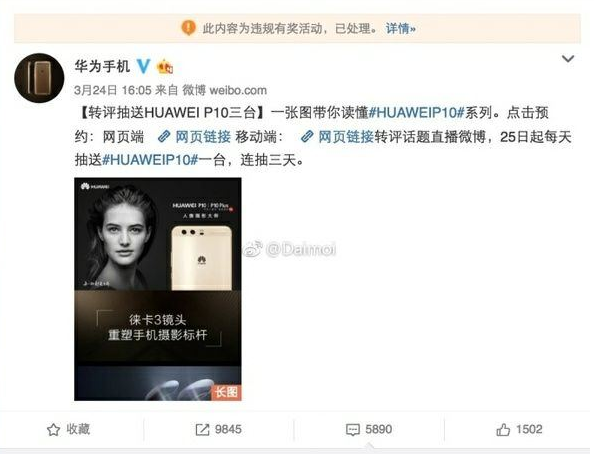 此内容为违规有奖活动，已处理。 详情»
华为手机
3月24日 16:05 来自 微博 weibo.com
【转评抽送HUAWEI P10三台】一张图带你读懂#HUAWEIP10#系列。点击预
约：网页端 网页链接 移动端： 网页链接转评话题直播微博，25日起每天
抽送#HUAWEIP10#一台，连抽三天。
HUAWEI
HUAWEI P10 | P10 Plus
人像摄影大师
@Daimol
徕卡3镜头
重塑手机摄影标杆
长图
收藏 9845 5890 1502